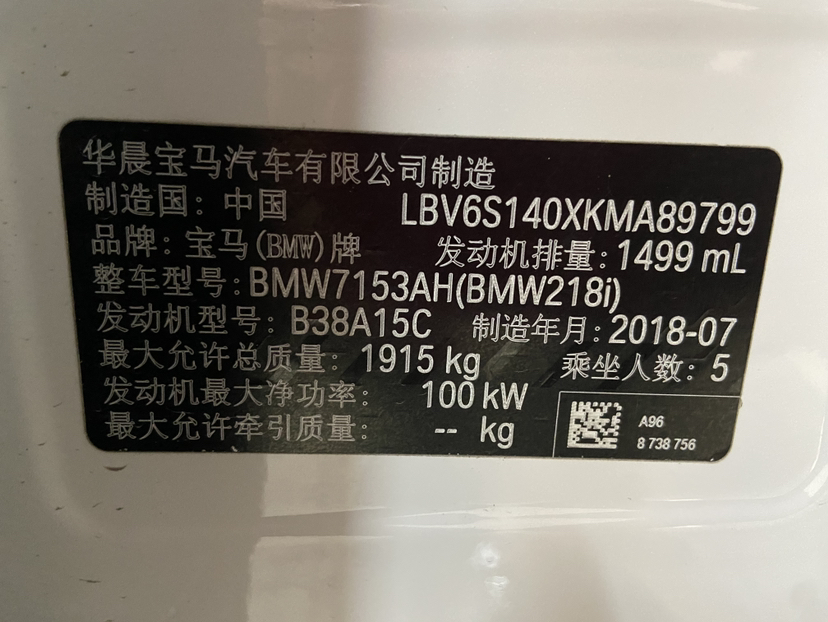 华晨宝马汽车有限公司制造
制造国: 中国 LBV6S140XKMA89799
品牌: 宝马(BMW)牌 发动机排量: 1499 mL
整车型号: BMW7153AH(BMW218i)
发动机型号: B38A15C 制造年月: 2018-07
最大允许总质量: 1915 kg 乘坐人数: 5
发动机最大净功率: 100 kW
最大允许牵引质量: -- kg
A96
8 738 756